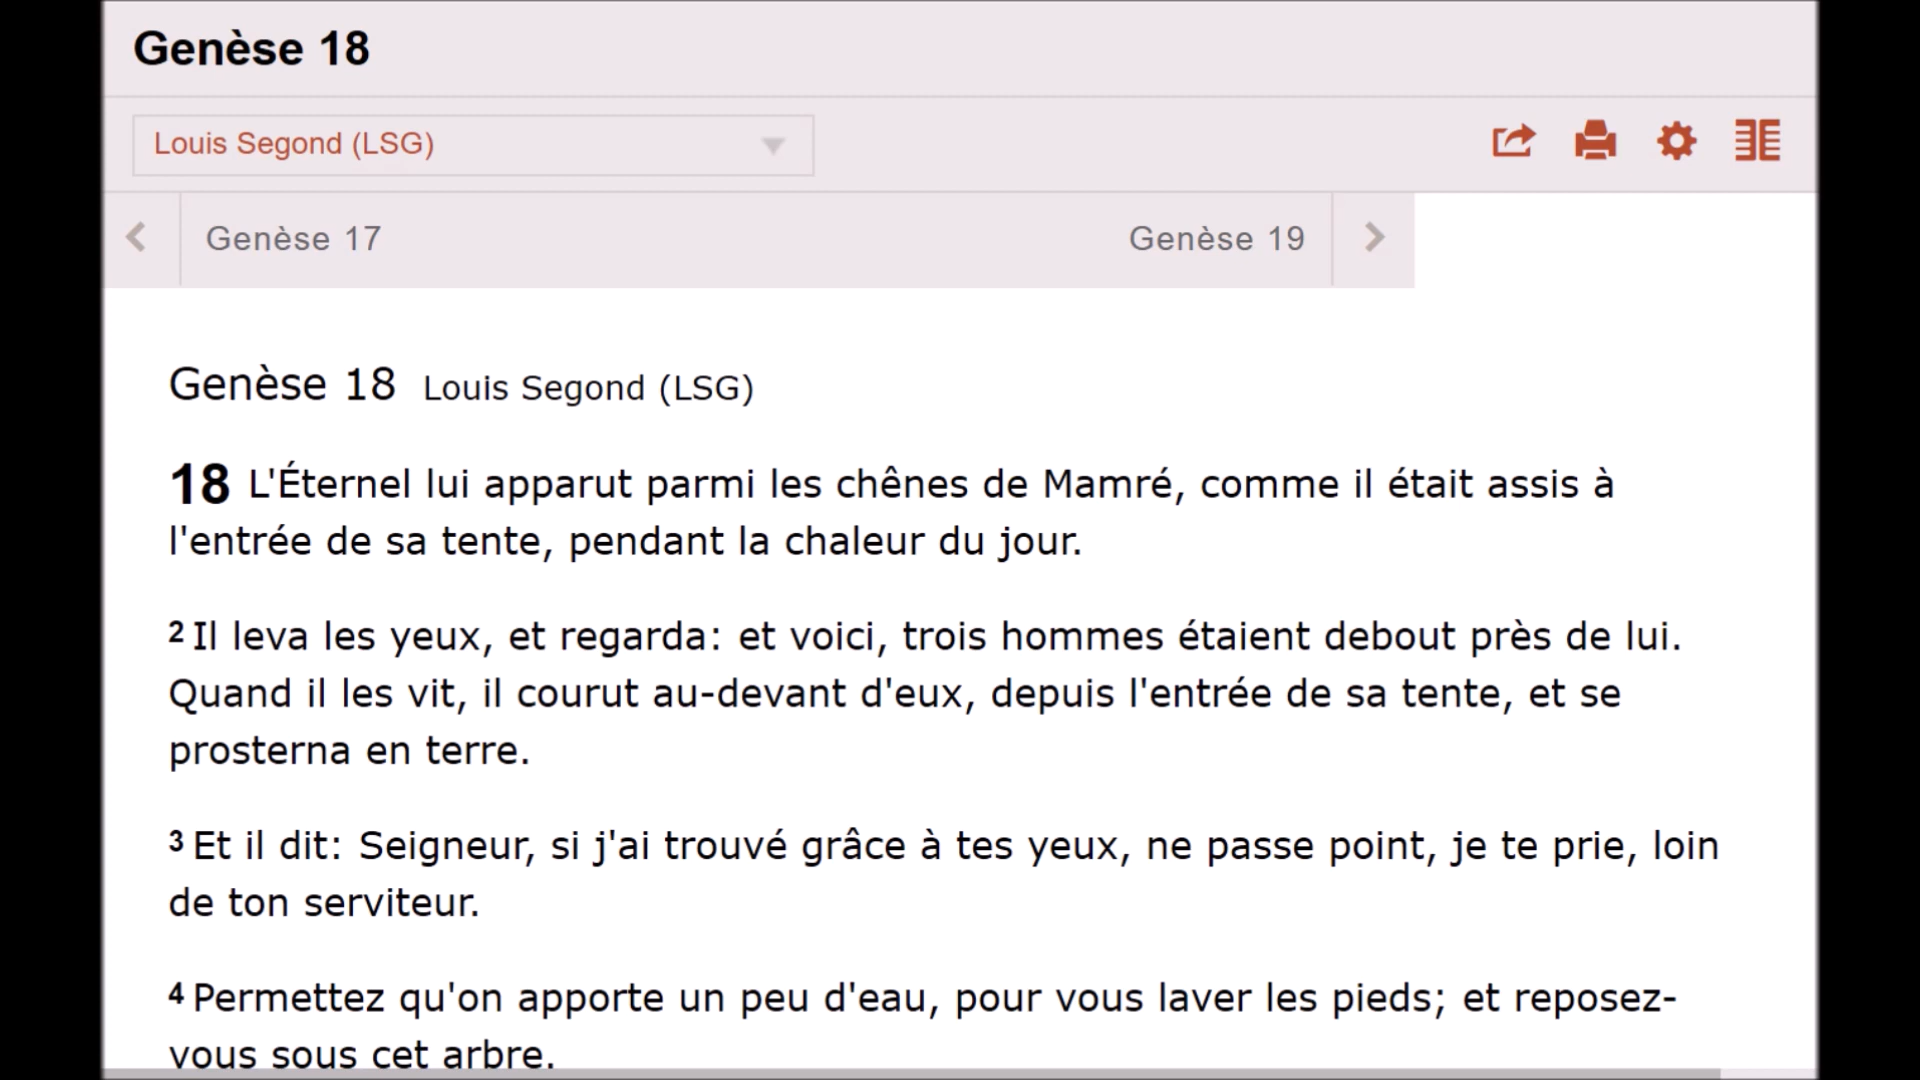 Genèse 18
Louis Segond (LSG)
Genèse 17
Genèse 19
Genèse 18 Louis Segond (LSG)
18 L'Éternel lui apparut parmi les chênes de Mamré, comme il était assis à
l'entrée de sa tente, pendant la chaleur du jour.
2 Il leva les yeux, et regarda: et voici, trois hommes étaient debout près de lui.
Quand il les vit, il courut au-devant d'eux, depuis l'entrée de sa tente, et se
prosterna en terre.
3 Et il dit: Seigneur, si j'ai trouvé grâce à tes yeux, ne passe point, je te prie, loin
de ton serviteur.
4 Permettez qu'on apporte un peu d'eau, pour vous laver les pieds; et reposez-
vous sous cet arbre.